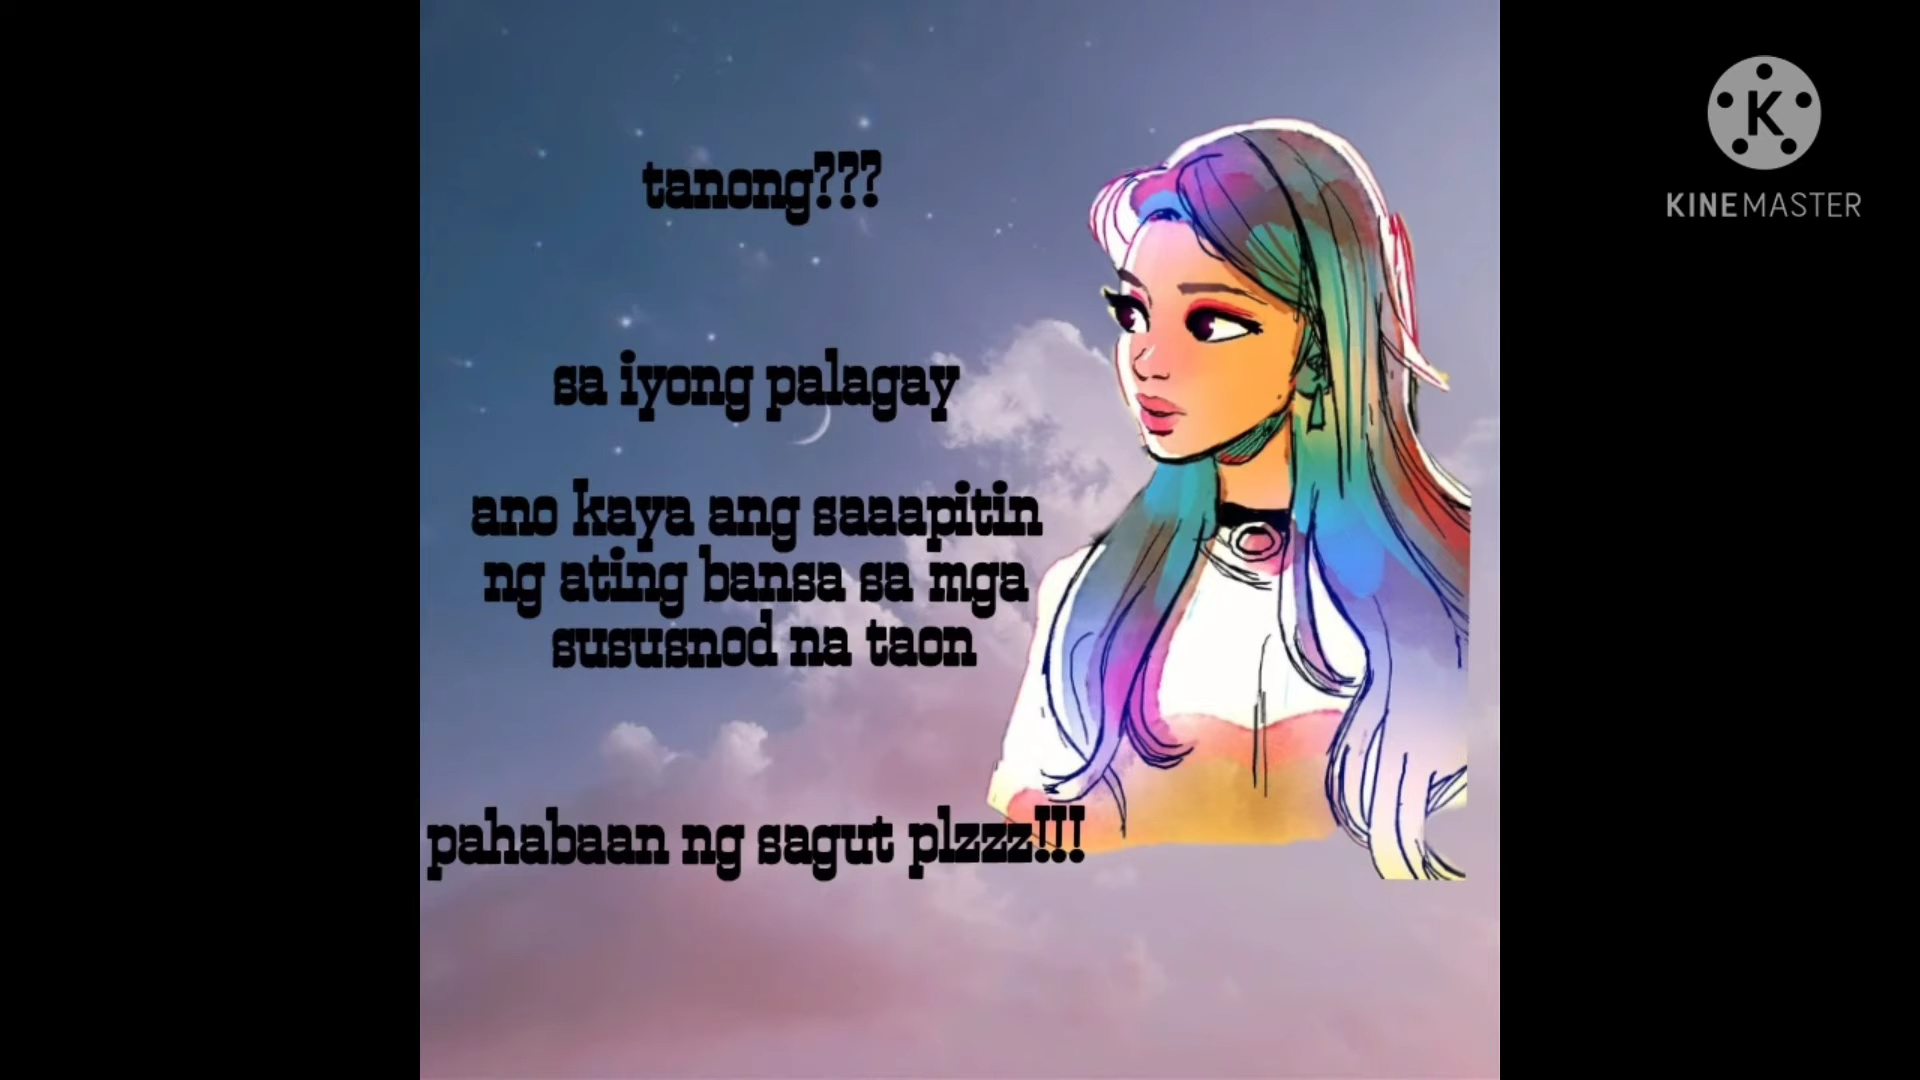 tanong???
sa iyong palagay
ano kaya ang saaapitin
ng ating bansa sa mga
sususnod na taon
pahabaan ng sagut plzzz!!!
K
KINEMASTER